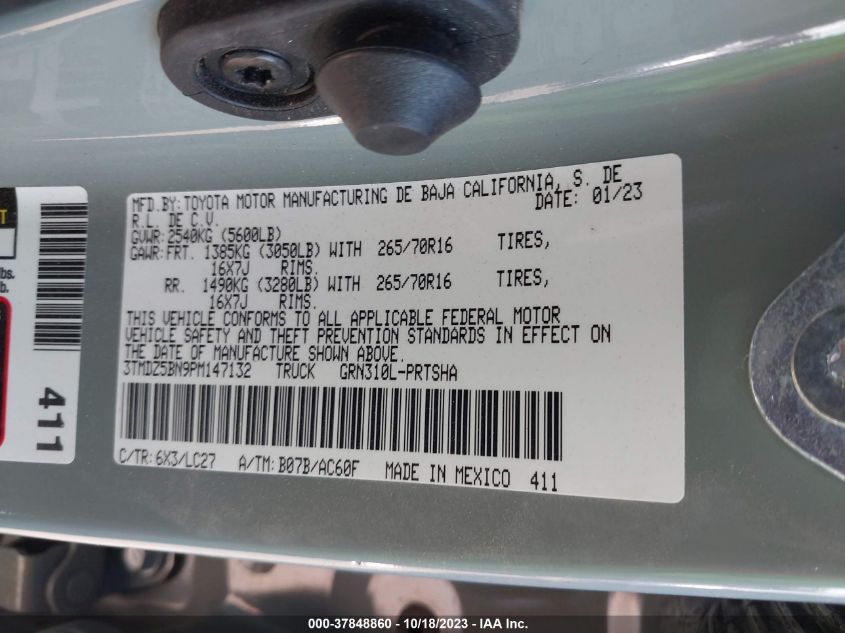 MFD.BY:TOYOTA MOTOR MANUFACTURING DE BAJA CALIFORNIA, S. DE
R.L. DE C.V. DATE: 01/23
GVWR:2540KG (5600LB)
GAWR:FRT. 1385KG (3050LB) WITH 265/70R16 TIRES,
16X7J RIMS.
RR. 1490KG (3280LB) WITH 265/70R16 TIRES,
16X7J RIMS.
THIS VEHICLE CONFORMS TO ALL APPLICABLE FEDERAL MOTOR
VEHICLE SAFETY AND THEFT PREVENTION STANDARDS IN EFFECT ON
THE DATE OF MANUFACTURE SHOWN ABOVE.
3TMDZ5BN9PM147132 TRUCK GRN310L-PRTSHA
C/TR:6X3/LC27 A/TM:B07B/AC60F MADE IN MEXICO 411
lbs.
b.
411
000-37848860 - 10/18/2023 - IAA Inc.